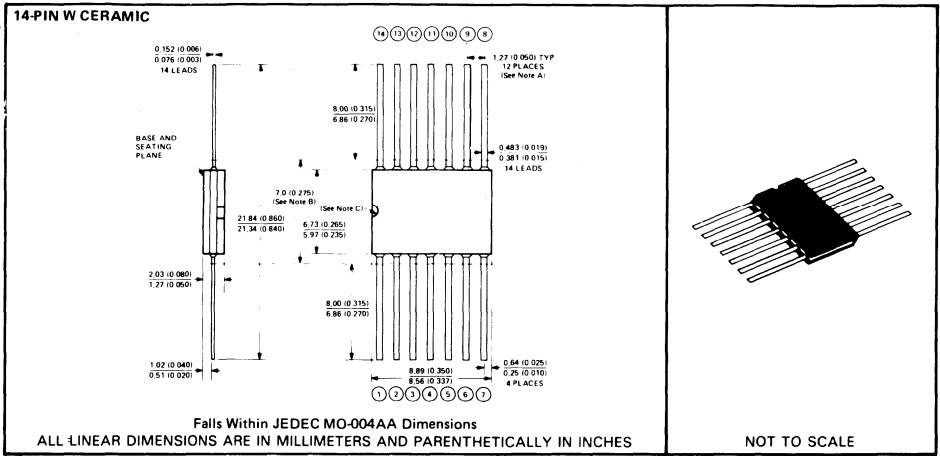 14-PIN W CERAMIC
14 13 12 11 10 9 8
0.152 (0.006)
0.076 (0.003)
14 LEADS
1.27 (0.050) TYP
12 PLACES
(See Note A)
8.00 (0.315)
6.86 (0.270)
BASE AND
SEATING
PLANE
0.483 (0.019)
0.381 (0.015)
14 LEADS
7.0 (0.275)
(See Note B)
(See Note C)
21.84 (0.860)
21.34 (0.840)
6.73 (0.265)
5.97 (0.235)
2.03 (0.080)
1.27 (0.050)
8.00 (0.315)
6.86 (0.270)
1.02 (0.040)
0.51 (0.020)
8.89 (0.350)
8.56 (0.337)
0.64 (0.025)
0.25 (0.010)
4 PLACES
1 2 3 4 5 6 7
Falls Within JEDEC MO-004AA Dimensions
ALL LINEAR DIMENSIONS ARE IN MILLIMETERS AND PARENTHETICALLY IN INCHES
NOT TO SCALE